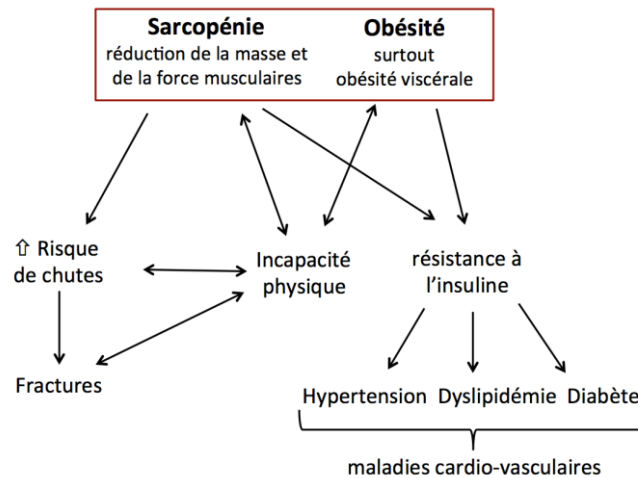 Sarcopénie
réduction de la masse et
de la force musculaires
Obésité
surtout
obésité viscérale
⇧ Risque
de chutes
Incapacité
physique
résistance à
l'insuline
Fractures
Hypertension Dyslipidémie Diabète
maladies cardio-vasculaires